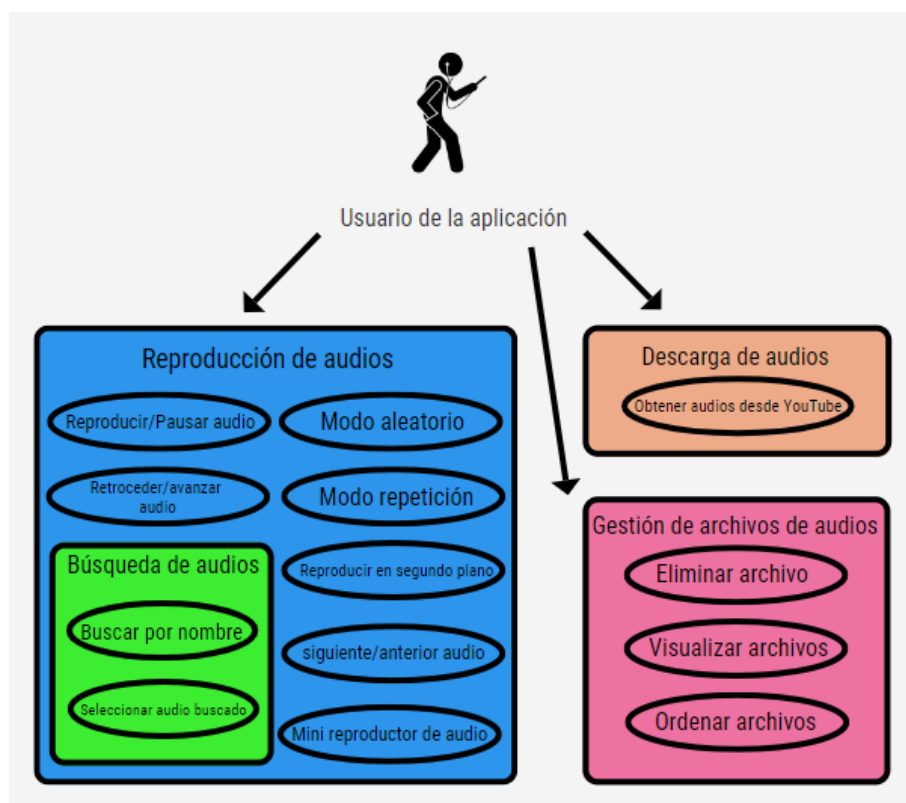 Usuario de la aplicación
Reproducción de audios
Reproducir/Pausar audio
Modo aleatorio
Retroceder/avanzar
audio
Modo repetición
Búsqueda de audios
Buscar por nombre
Seleccionar audio buscado
Reproducir en segundo plano
siguiente/anterior audio
Mini reproductor de audio
Descarga de audios
Obtener audios desde YouTube
Gestión de archivos de audios
Eliminar archivo
Visualizar archivos
Ordenar archivos